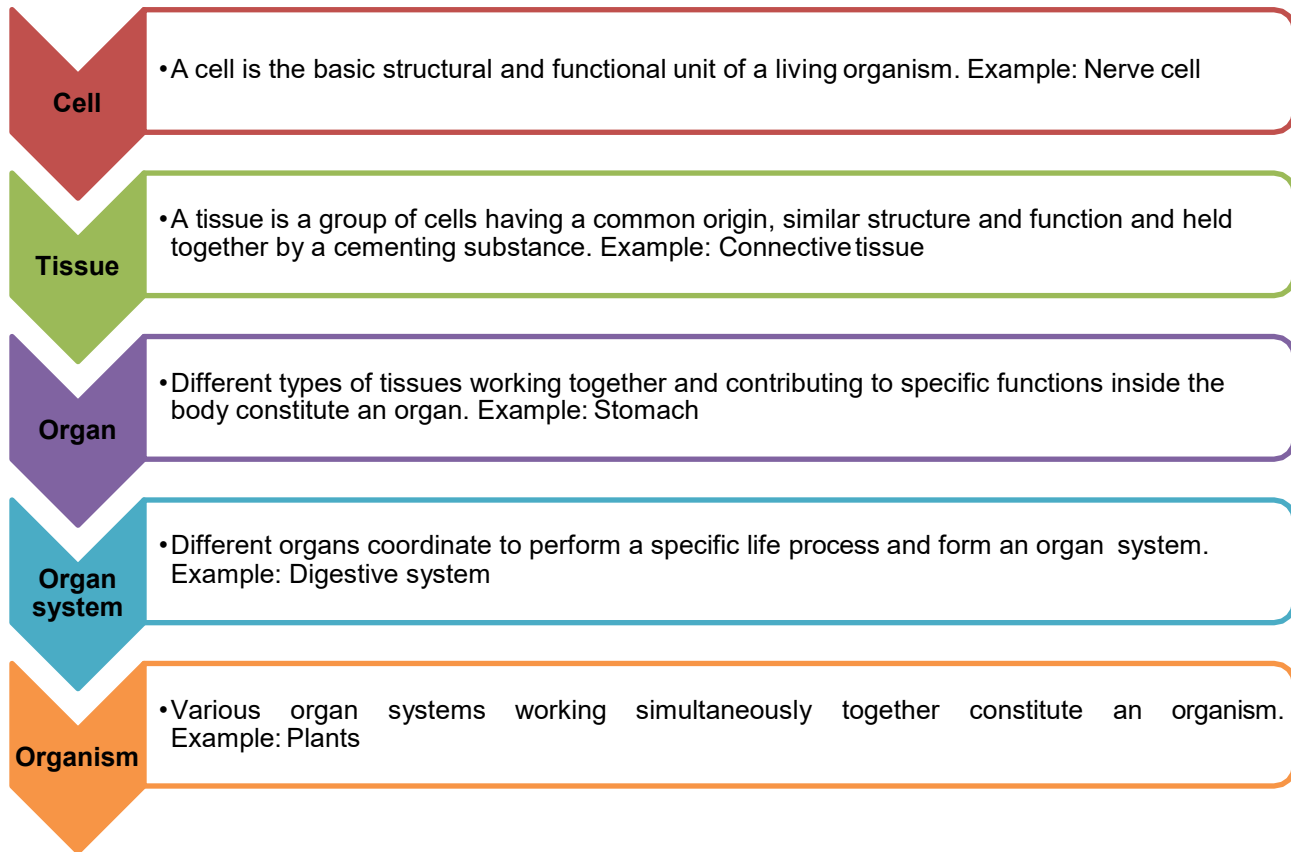 Cell
•A cell is the basic structural and functional unit of a living organism. Example: Nerve cell
Tissue
•A tissue is a group of cells having a common origin, similar structure and function and held
together by a cementing substance. Example: Connective tissue
Organ
•Different types of tissues working together and contributing to specific functions inside the
body constitute an organ. Example: Stomach
Organ
system
•Different organs coordinate to perform a specific life process and form an organ system.
Example: Digestive system
Organism
•Various organ systems working simultaneously together constitute an organism.
Example: Plants